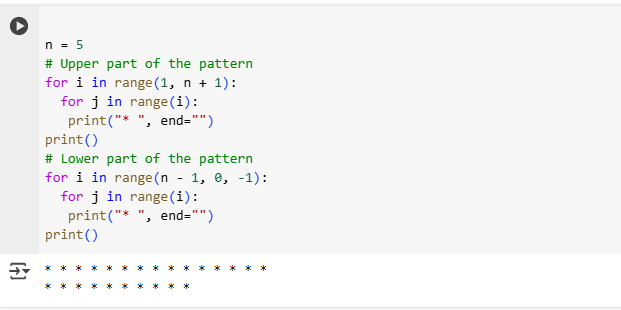 n = 5
# Upper part of the pattern
for i in range(1, n + 1):
  for j in range(i):
   print("* ", end="")
print()
# Lower part of the pattern
for i in range(n - 1, 0, -1):
  for j in range(i):
   print("* ", end="")
print()
* * * * * * * * * * * * * * *
* * * * * * * * * *